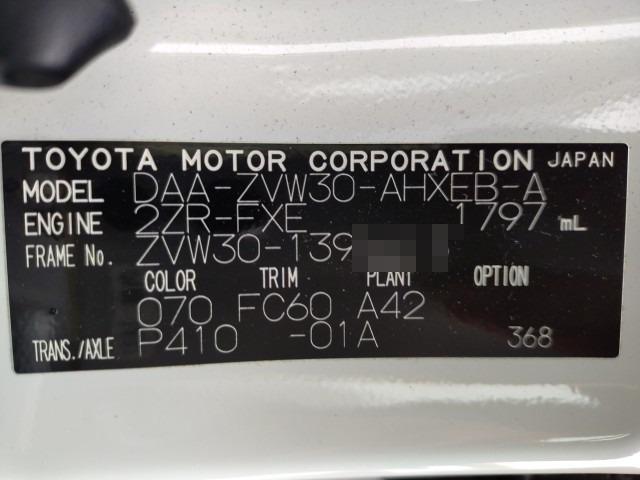 TOYOTA MOTOR CORPORATION JAPAN
MODEL DAA-ZVW30-AHXEB-A
ENGINE 2ZR-FXE 1797 mL
FRAME No. ZVW30-139
COLOR TRIM PLANT OPTION
070 FC60 A42
TRANS./AXLE P410 -01A 368